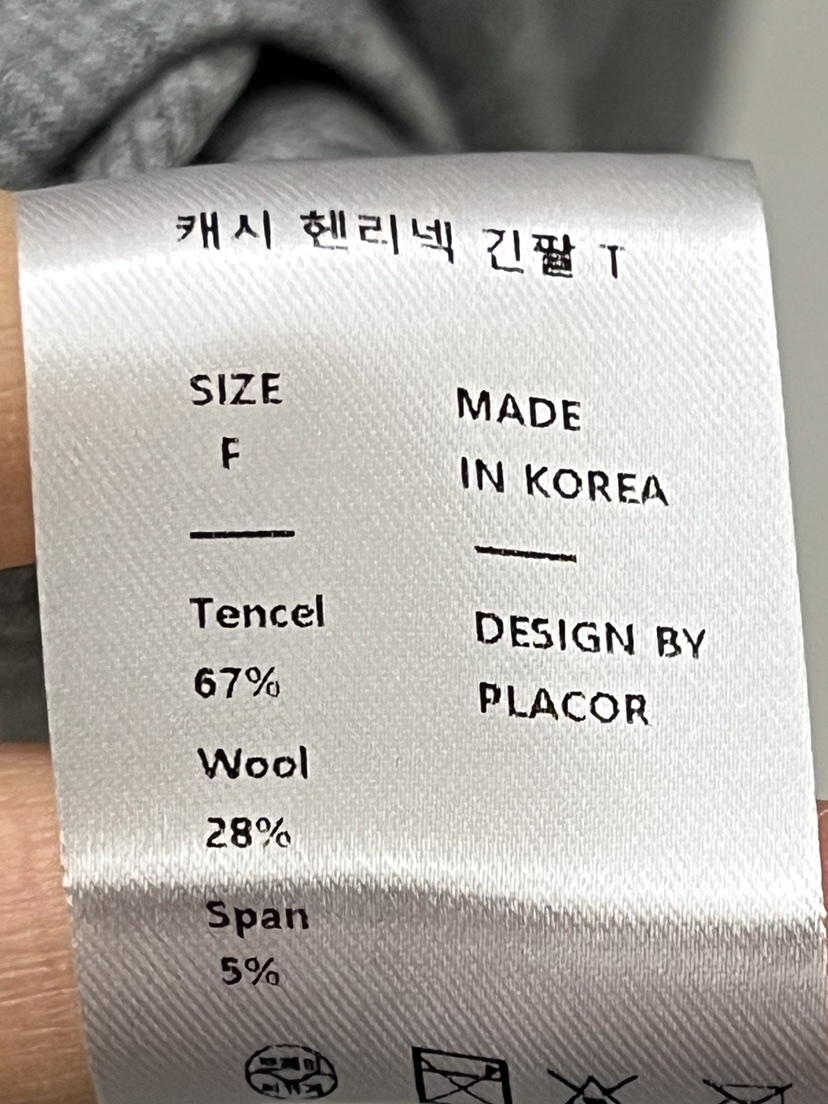 캐시 헨리넥 긴팔 T
SIZE
F
Tencel
67%
Wool
28%
Span
5%
MADE
IN KOREA
DESIGN BY
PLACOR